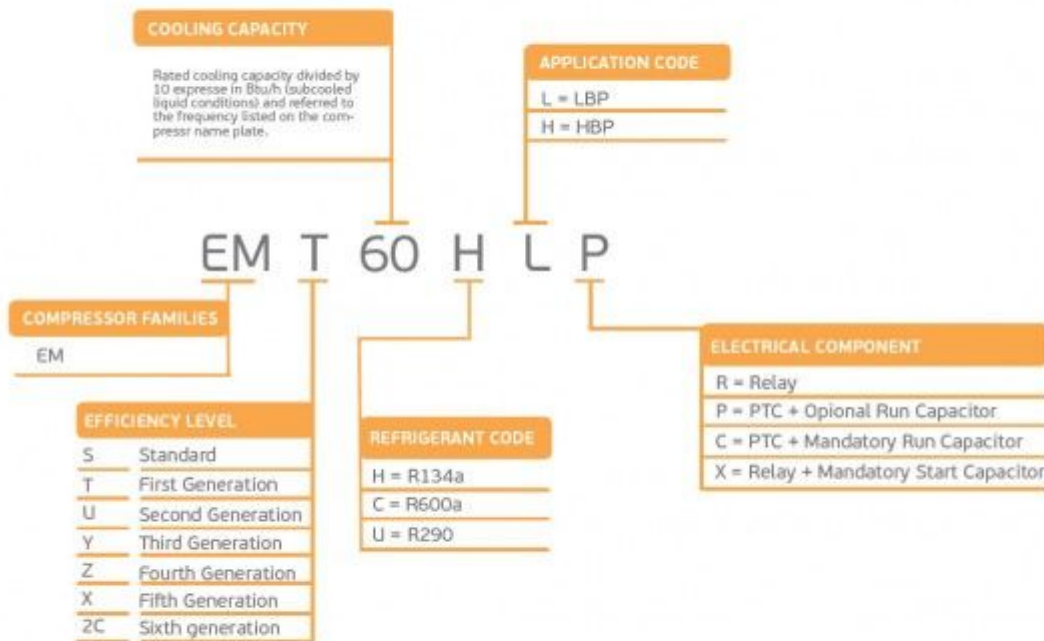 COOLING CAPACITY
Rated cooling capacity divided by
10 expresse in Btu/h (subcooled
liquid conditions) and referred to
the frequency listed on the com-
pressr name plate.
APPLICATION CODE
L = LBP
H = HBP
EM T 60 H L P
COMPRESSOR FAMILIES
EM
EFFICIENCY LEVEL
S Standard
T First Generation
U Second Generation
Y Third Generation
Z Fourth Generation
X Fifth Generation
2C Sixth generation
REFRIGERANT CODE
H = R134a
C = R600a
U = R290
ELECTRICAL COMPONENT
R = Relay
P = PTC + Opional Run Capacitor
C = PTC + Mandatory Run Capacitor
X = Relay + Mandatory Start Capacitor